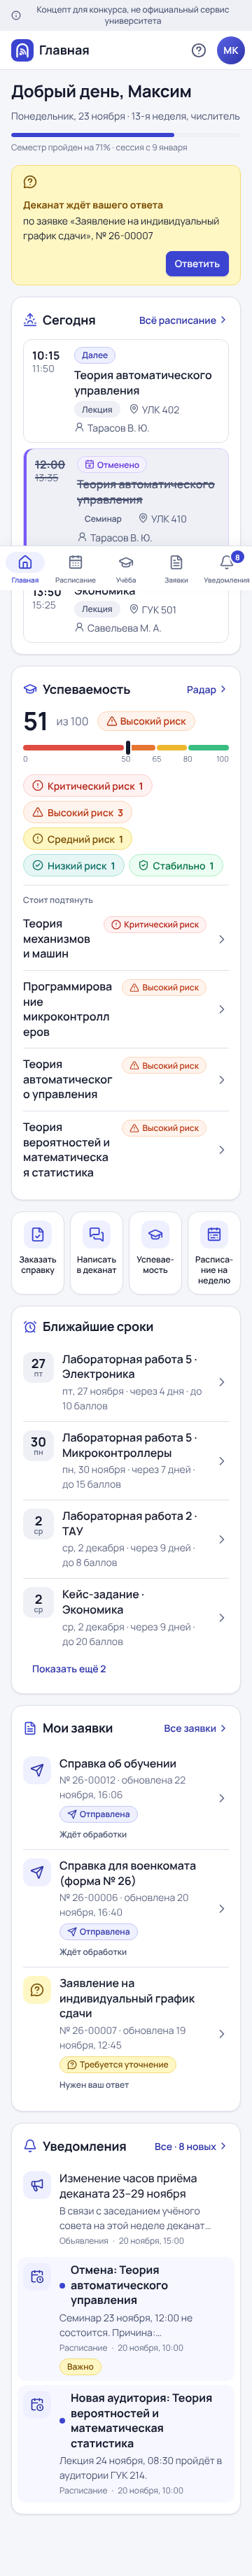 Концепт для конкурса, не официальный сервис
университета
Главная
МК
Добрый день, Максим
Понедельник, 23 ноября · 13-я неделя, числитель
Семестр пройден на 71% · сессия с 9 января
Деканат ждёт вашего ответа
по заявке «Заявление на индивидуальный
график сдачи», № 26-00007
Ответить
Сегодня
Всё расписание
10:15
11:50
Далее
Теория автоматического
управления
Лекция
УЛК 402
Тарасов В. Ю.
12:00
13:35
Отменено
Теория автоматического
управления
Семинар
УЛК 410
Тарасов В. Ю.
Главная
Расписание
Учёба
Заявки
Уведомления
8
13:50
15:25
Экономика
Лекция
ГУК 501
Савельева М. А.
Успеваемость
Радар
51 из 100
Высокий риск
0
50
65
80
100
Критический риск 1
Высокий риск 3
Средний риск 1
Низкий риск 1
Стабильно 1
Стоит подтянуть
Теория
механизмов
и машин
Критический риск
Программирова
ние
микроконтролл
еров
Высокий риск
Теория
автоматическог
о управления
Высокий риск
Теория
вероятностей и
математическа
я статистика
Высокий риск
Заказать
справку
Написать
в деканат
Успевае-
мость
Расписа-
ние на
неделю
Ближайшие сроки
27
пт
Лабораторная работа 5 ·
Электроника
пт, 27 ноября · через 4 дня · до
10 баллов
30
пн
Лабораторная работа 5 ·
Микроконтроллеры
пн, 30 ноября · через 7 дней ·
до 15 баллов
2
ср
Лабораторная работа 2 ·
ТАУ
ср, 2 декабря · через 9 дней ·
до 8 баллов
2
ср
Кейс-задание ·
Экономика
ср, 2 декабря · через 9 дней ·
до 20 баллов
Показать ещё 2
Мои заявки
Все заявки
Справка об обучении
№ 26-00012 · обновлена 22
ноября, 16:06
Отправлена
Ждёт обработки
Справка для военкомата
(форма № 26)
№ 26-00006 · обновлена 20
ноября, 16:40
Отправлена
Ждёт обработки
Заявление на
индивидуальный график
сдачи
№ 26-00007 · обновлена 19
ноября, 12:45
Требуется уточнение
Нужен ваш ответ
Уведомления
Все · 8 новых
Изменение часов приёма
деканата 23–29 ноября
В связи с заседанием учёного
совета на этой неделе деканат…
Объявления · 20 ноября, 15:00
Отмена: Теория
автоматического
управления
Семинар 23 ноября, 12:00 не
состоится. Причина:…
Расписание · 20 ноября, 10:00
Важно
Новая аудитория: Теория
вероятностей и
математическая
статистика
Лекция 24 ноября, 08:30 пройдёт в
аудитории ГУК 214.
Расписание · 20 ноября, 10:00